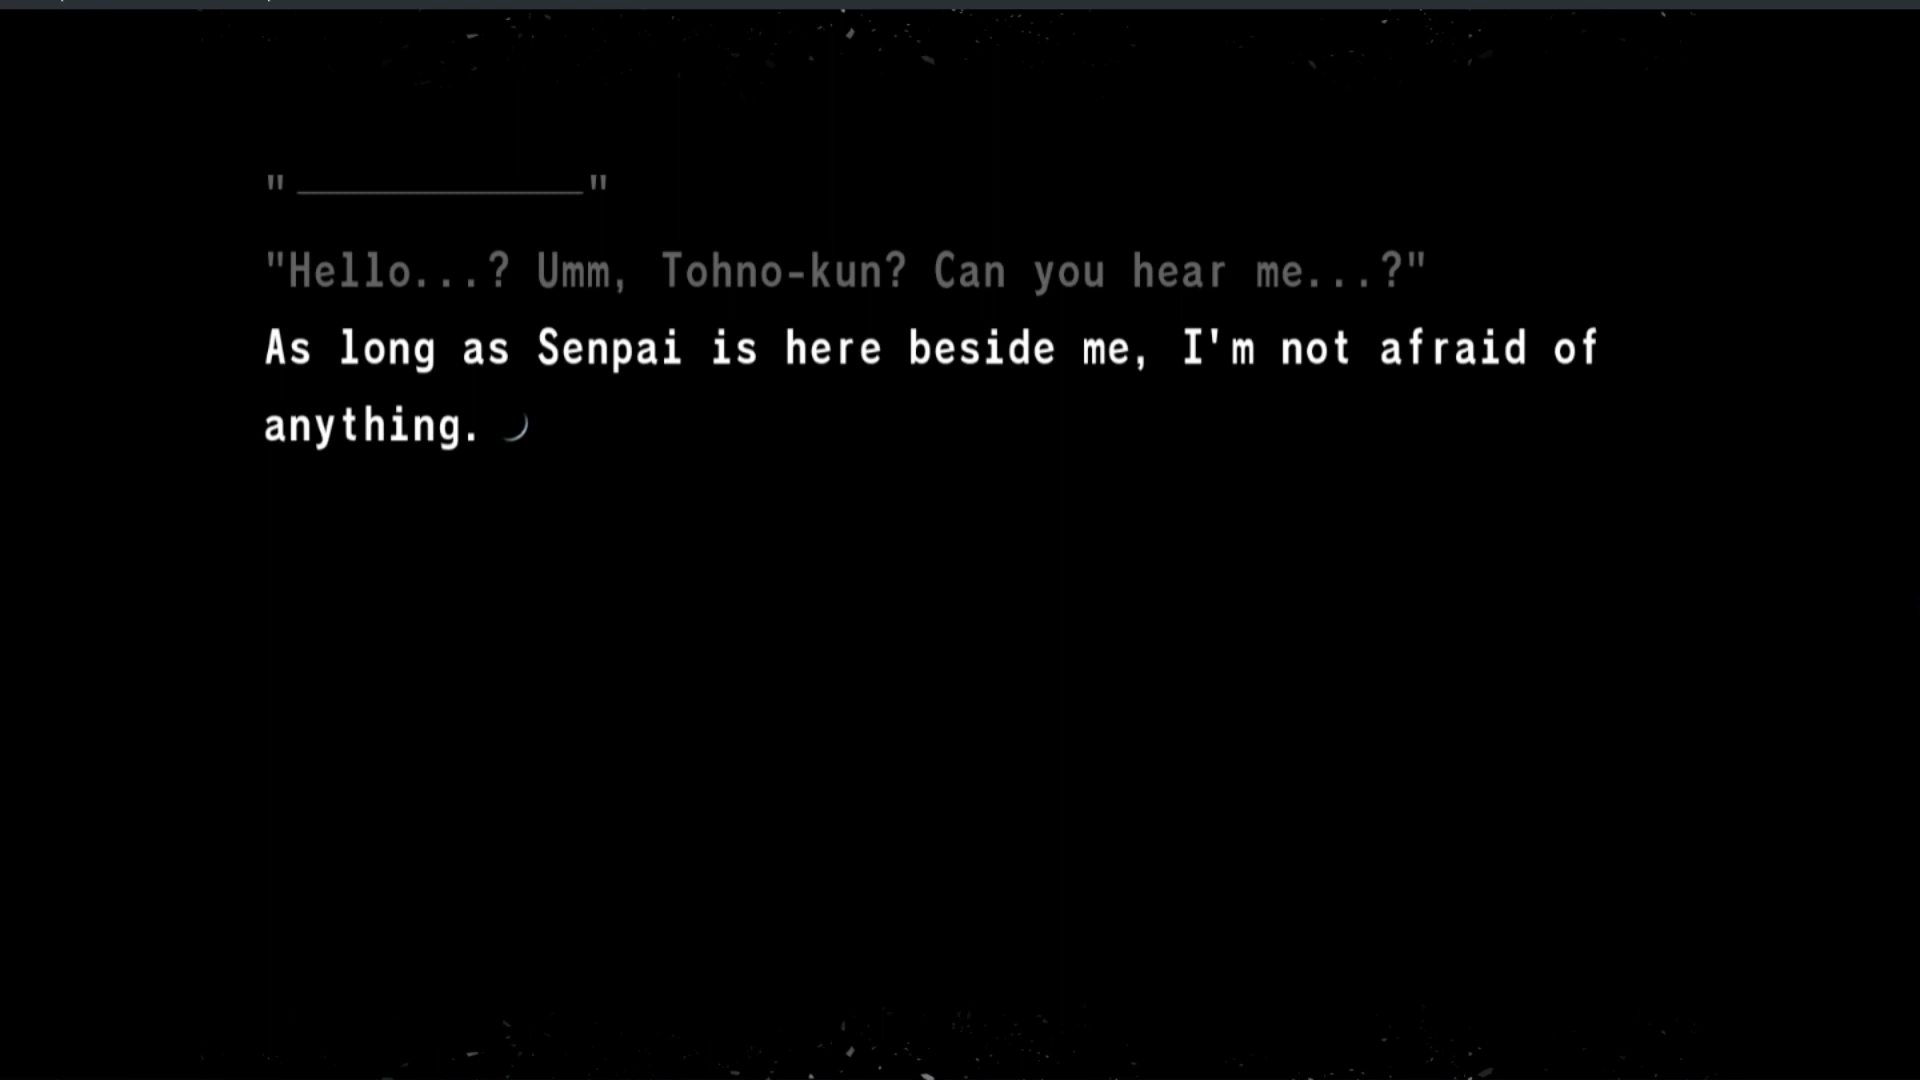 "———————"
"Hello...? Umm, Tohno-kun? Can you hear me...?"
As long as Senpai is here beside me, I'm not afraid of
anything.